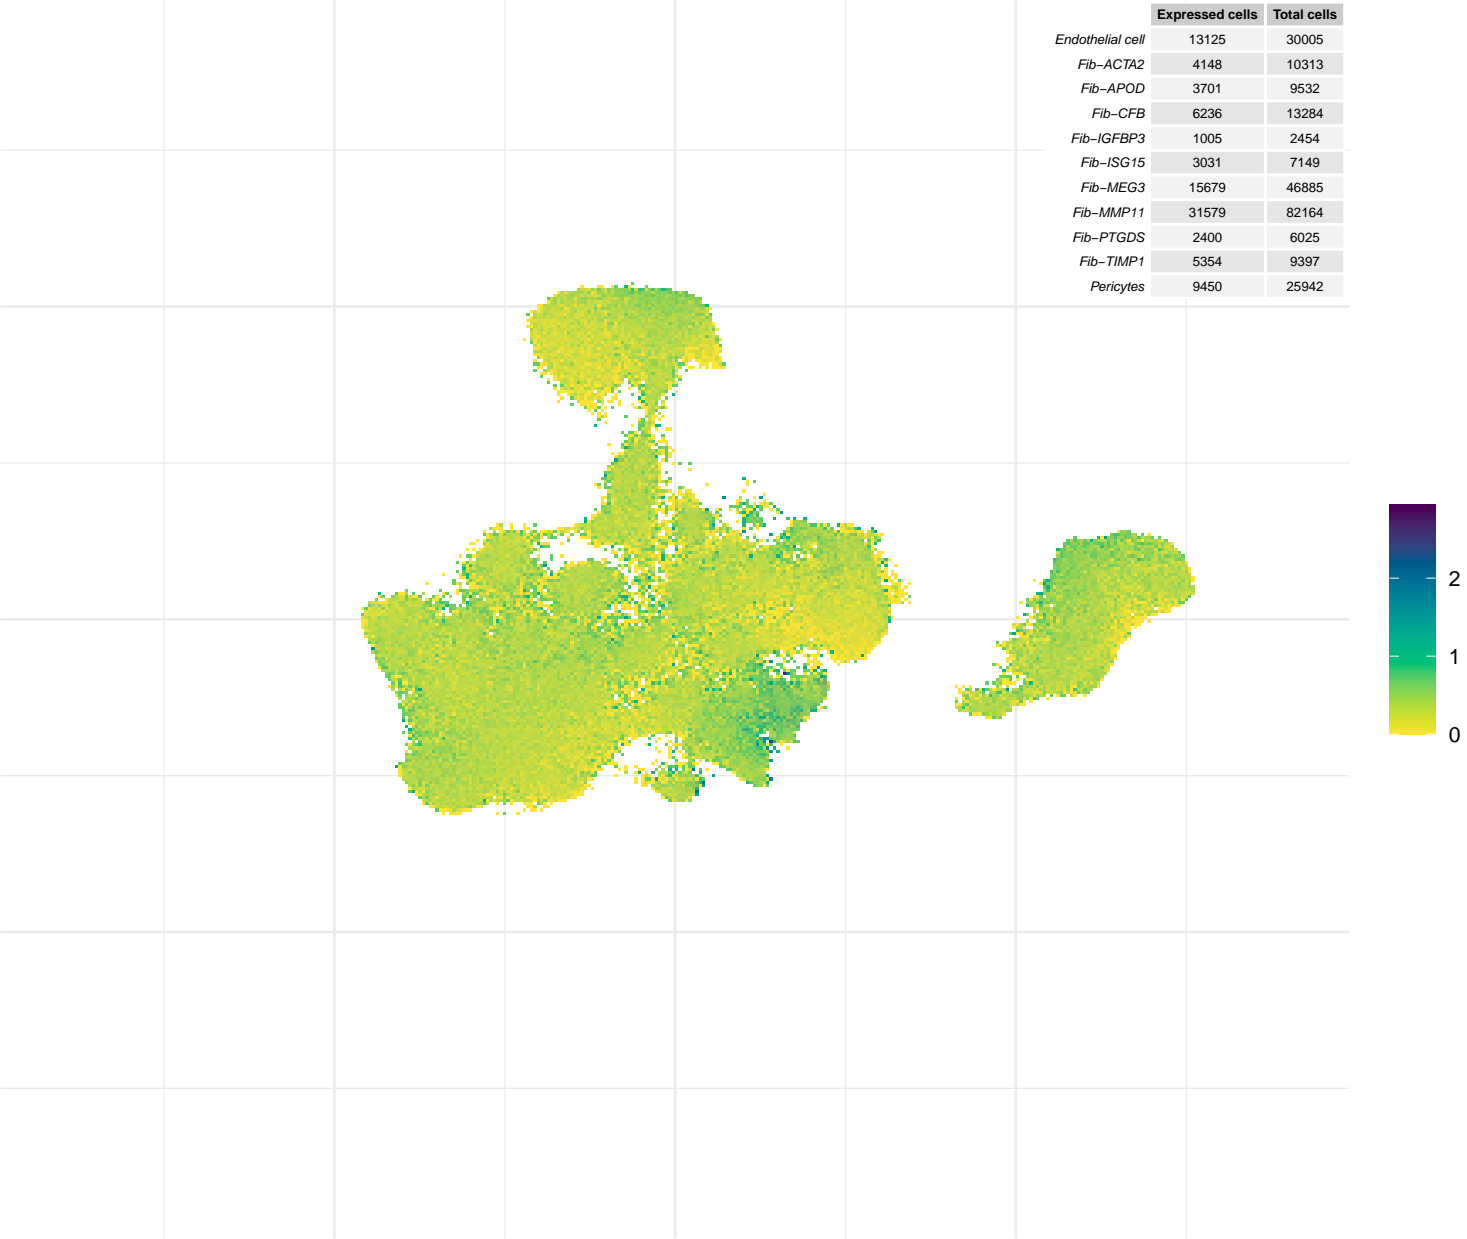 Expressed cells Total cells
Endothelial cell 13125 30005
Fib−ACTA2 4148 10313
Fib−APOD 3701 9532
Fib−CFB 6236 13284
Fib−IGFBP3 1005 2454
Fib−ISG15 3031 7149
Fib−MEG3 15679 46885
Fib−MMP11 31579 82164
Fib−PTGDS 2400 6025
Fib−TIMP1 5354 9397
Pericytes 9450 25942
2
1
0